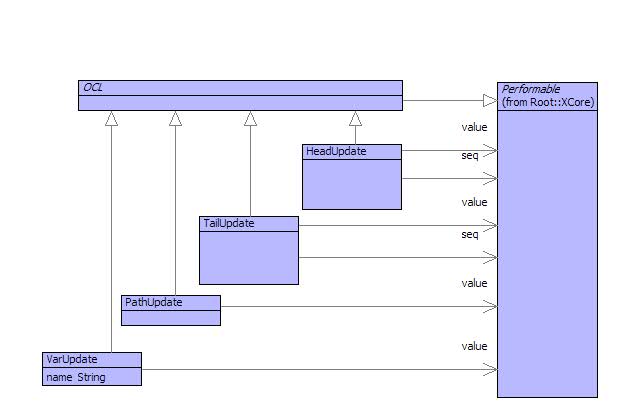 OCL
Performable
(from Root::XCore)
value
HeadUpdate
seq
value
TailUpdate
seq
value
PathUpdate
value
VarUpdate
name String